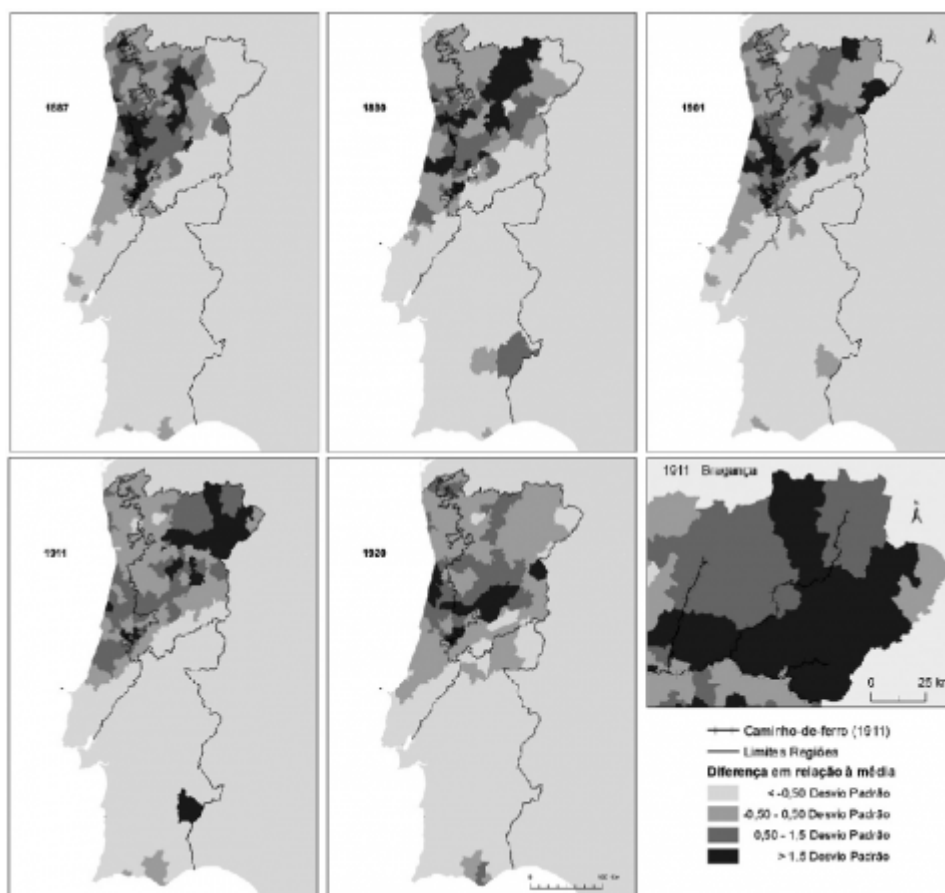 1887
1901
1911
1920
1911 Bragança
0
25 km
Caminho-de-ferro (1911)
Limites Regiões
Diferença em relação à média
< -0,50 Desvio Padrão
-0,50 - 0,50 Desvio Padrão
0,50 - 1,5 Desvio Padrão
> 1,5 Desvio Padrão
0